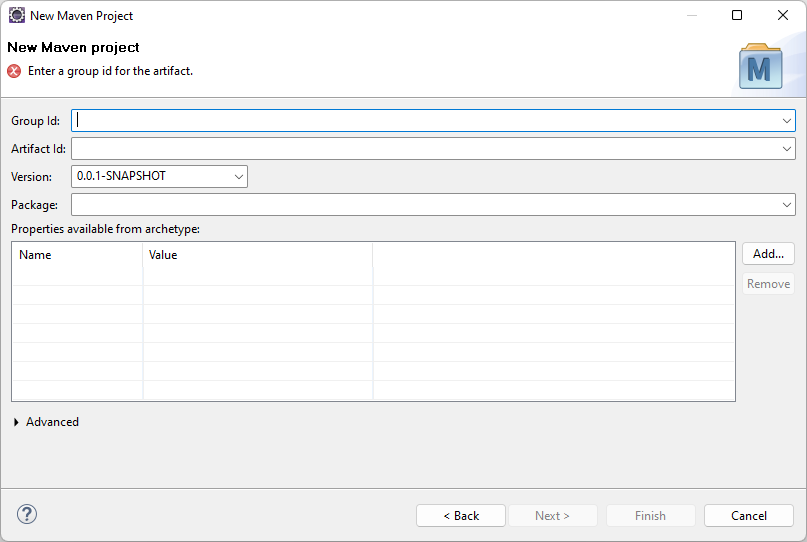 New Maven Project
New Maven project
Enter a group id for the artifact.
M
Group Id:
Artifact Id:
Version: 0.0.1-SNAPSHOT
Package:
Properties available from archetype:
Name Value
Add...
Remove
Advanced
? < Back Next > Finish Cancel